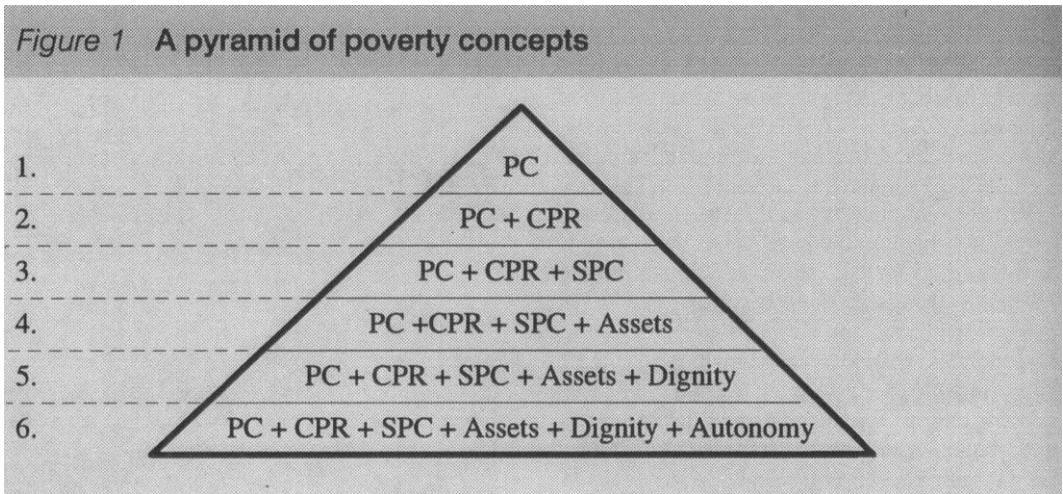 Figure 1 A pyramid of poverty concepts
1. PC
2. PC + CPR
3. PC + CPR + SPC
4. PC +CPR + SPC + Assets
5. PC + CPR + SPC + Assets + Dignity
6. PC + CPR + SPC + Assets + Dignity + Autonomy